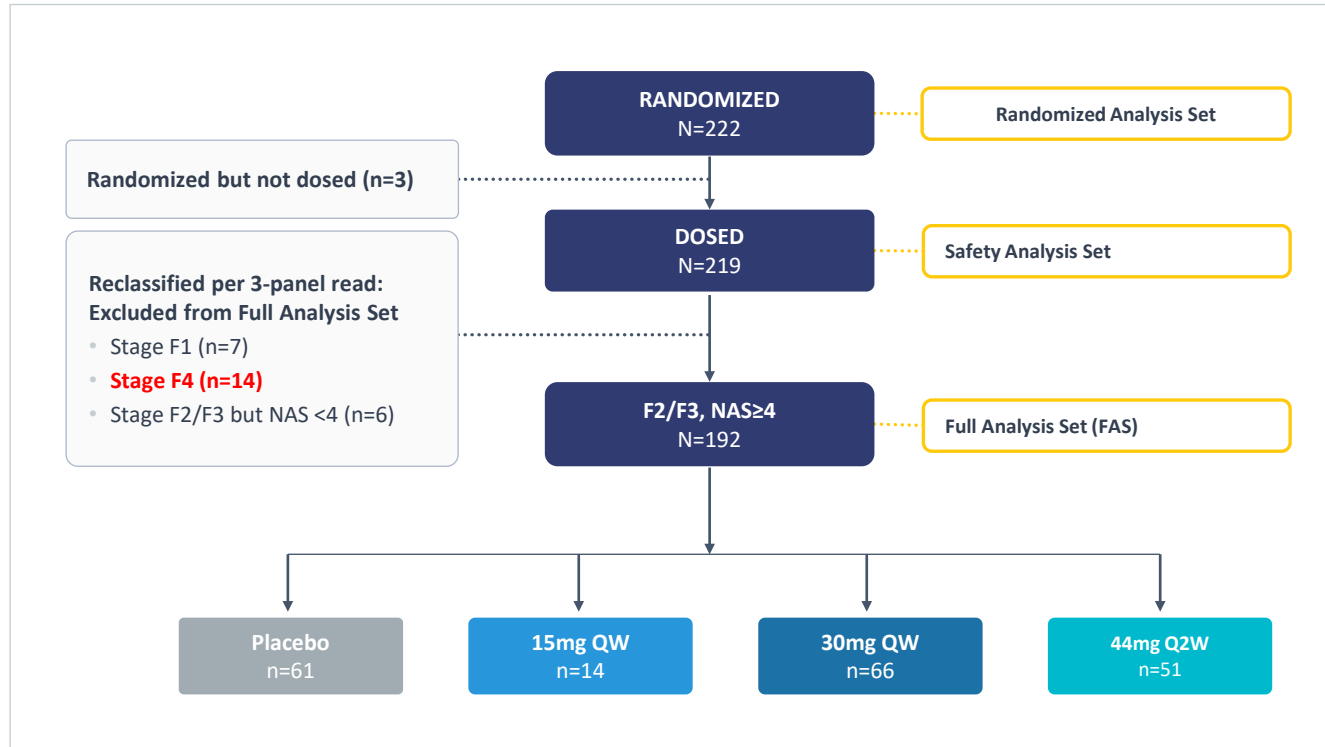 RANDOMIZED
N=222
Randomized Analysis Set
Randomized but not dosed (n=3)
DOSED
N=219
Safety Analysis Set
Reclassified per 3-panel read:
Excluded from Full Analysis Set
• Stage F1 (n=7)
• Stage F4 (n=14)
• Stage F2/F3 but NAS <4 (n=6)
F2/F3, NAS≥4
N=192
Full Analysis Set (FAS)
Placebo
n=61
15mg QW
n=14
30mg QW
n=66
44mg Q2W
n=51